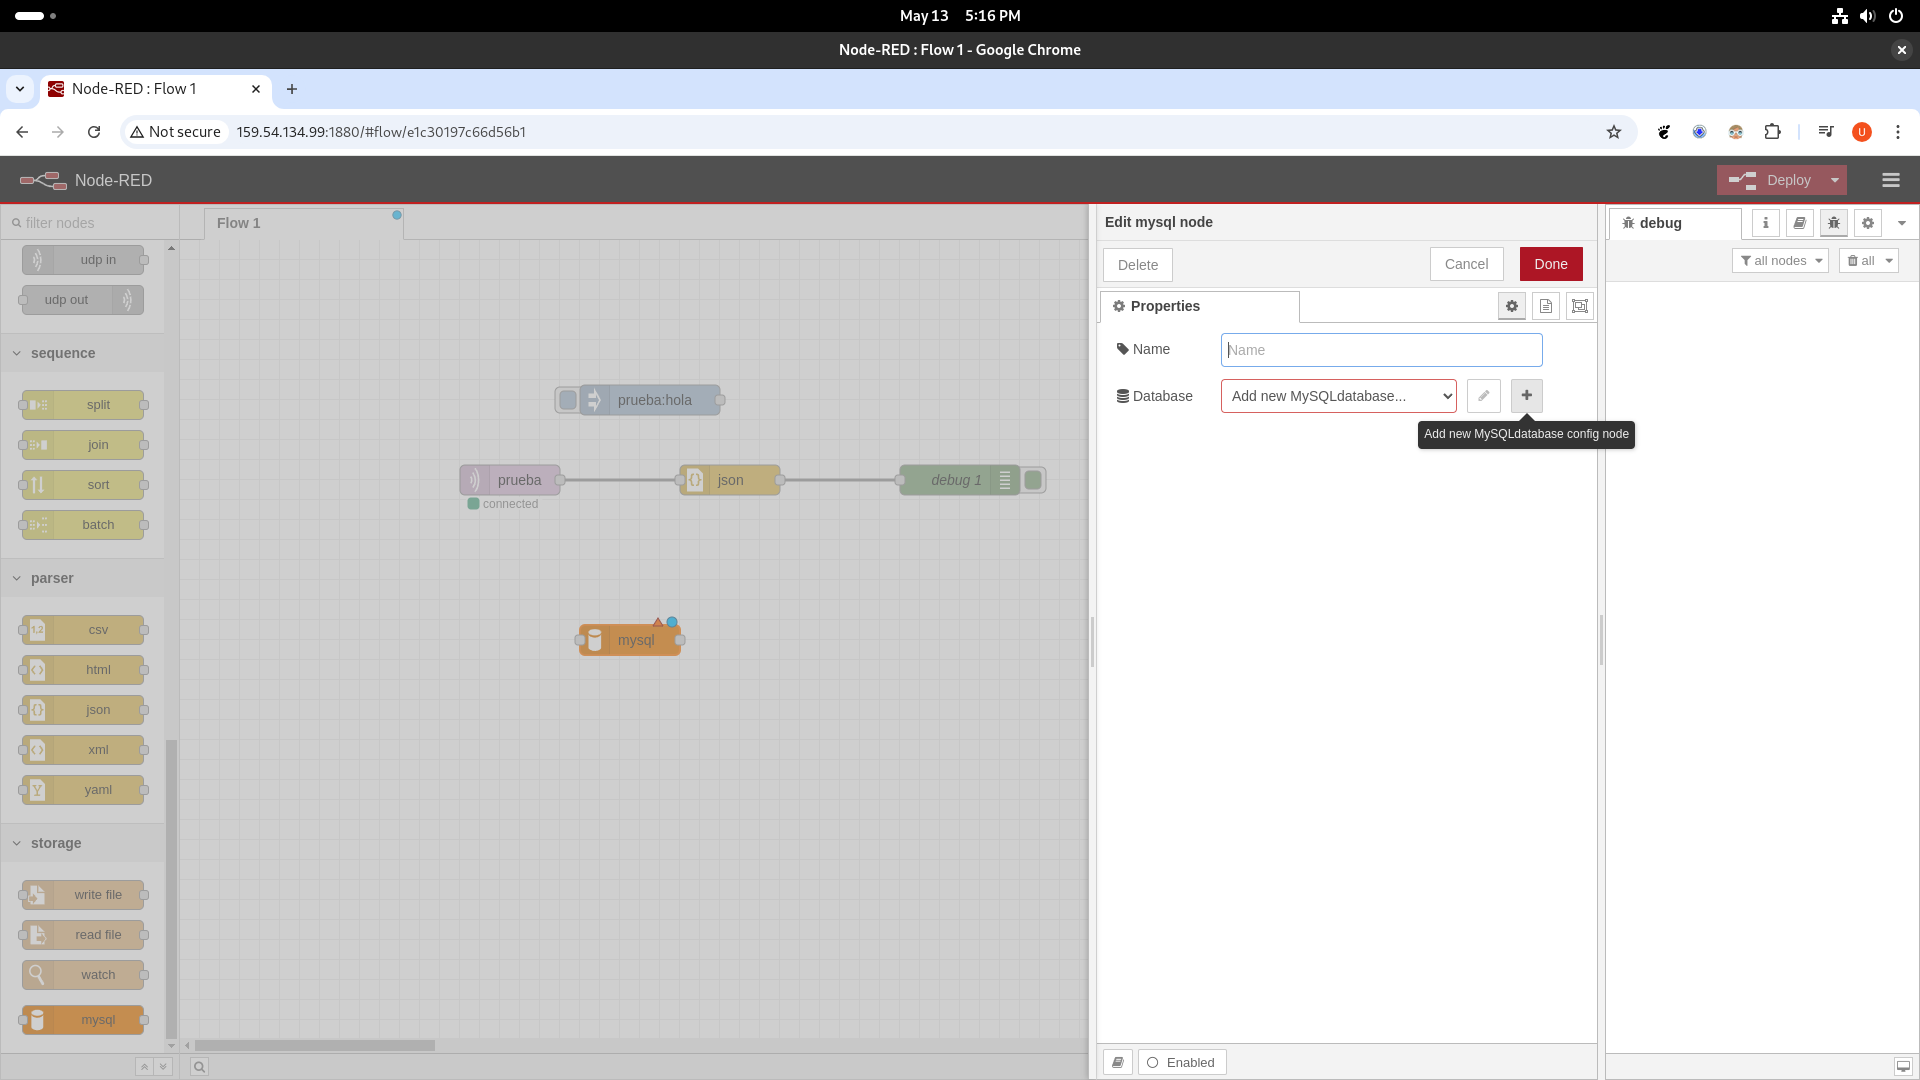 May 13 5:16 PM
Node-RED : Flow 1 - Google Chrome
Node-RED : Flow 1
Not secure 159.54.134.99:1880/#flow/e1c30197c66d56b1
U
Node-RED
Deploy
filter nodes
udp in
udp out
sequence
split
join
sort
batch
parser
1,2 csv
html
json
xml
Y yaml
storage
write file
read file
watch
mysql
Flow 1
prueba:hola
prueba
connected
json
debug 1
mysql
Edit mysql node
Delete
Cancel
Done
Properties
Name
Name
Database
Add new MySQLdatabase...
Add new MySQLdatabase config node
Enabled
debug
i
all nodes
all